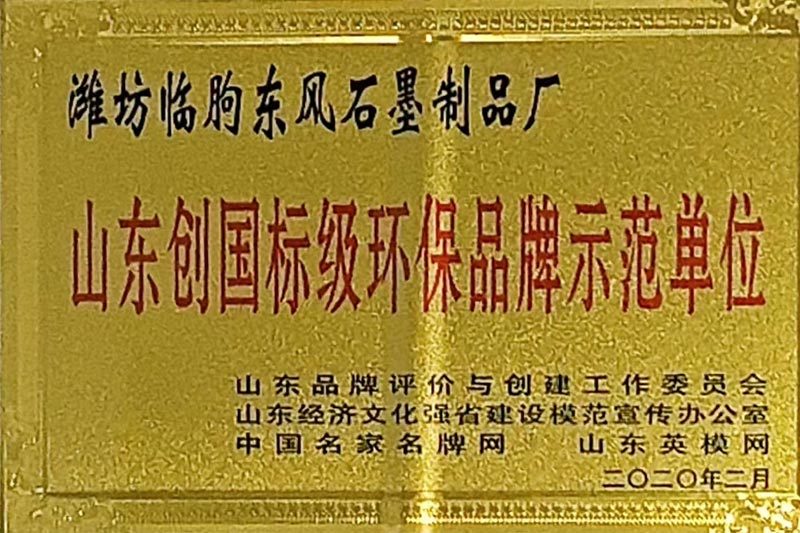 潍坊临朐东风石墨制品厂
山东创国标级环保品牌示范单位
山东品牌评价与创建工作委员会
山东经济文化强省建设模范宣传办公室
中国名家名牌网 山东英模网
二〇二〇年二月